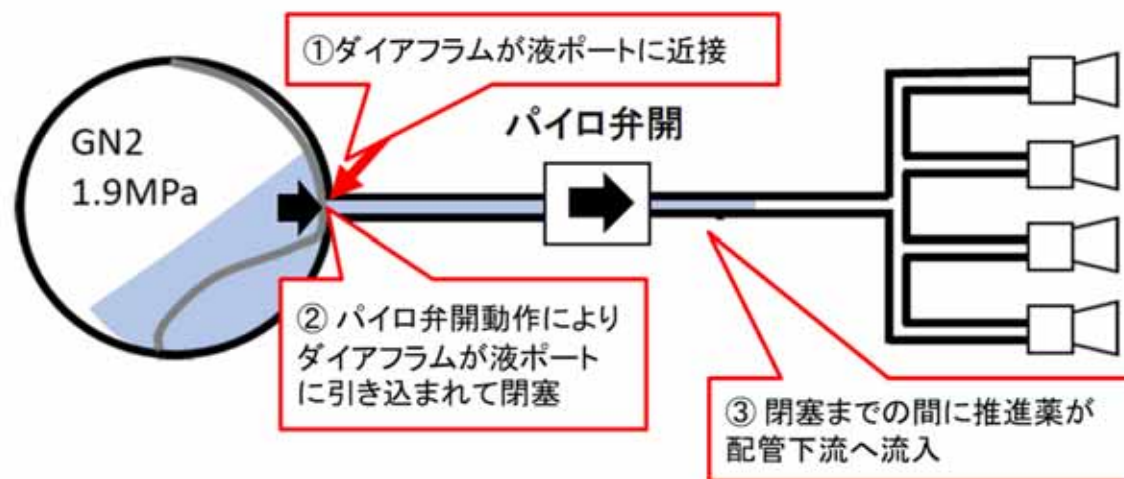 ①ダイアフラムが液ポートに近接
パイロ弁開
GN2
1.9MPa
② パイロ弁開動作により
ダイアフラムが液ポート
に引き込まれて閉塞
③ 閉塞までの間に推進薬が
配管下流へ流入